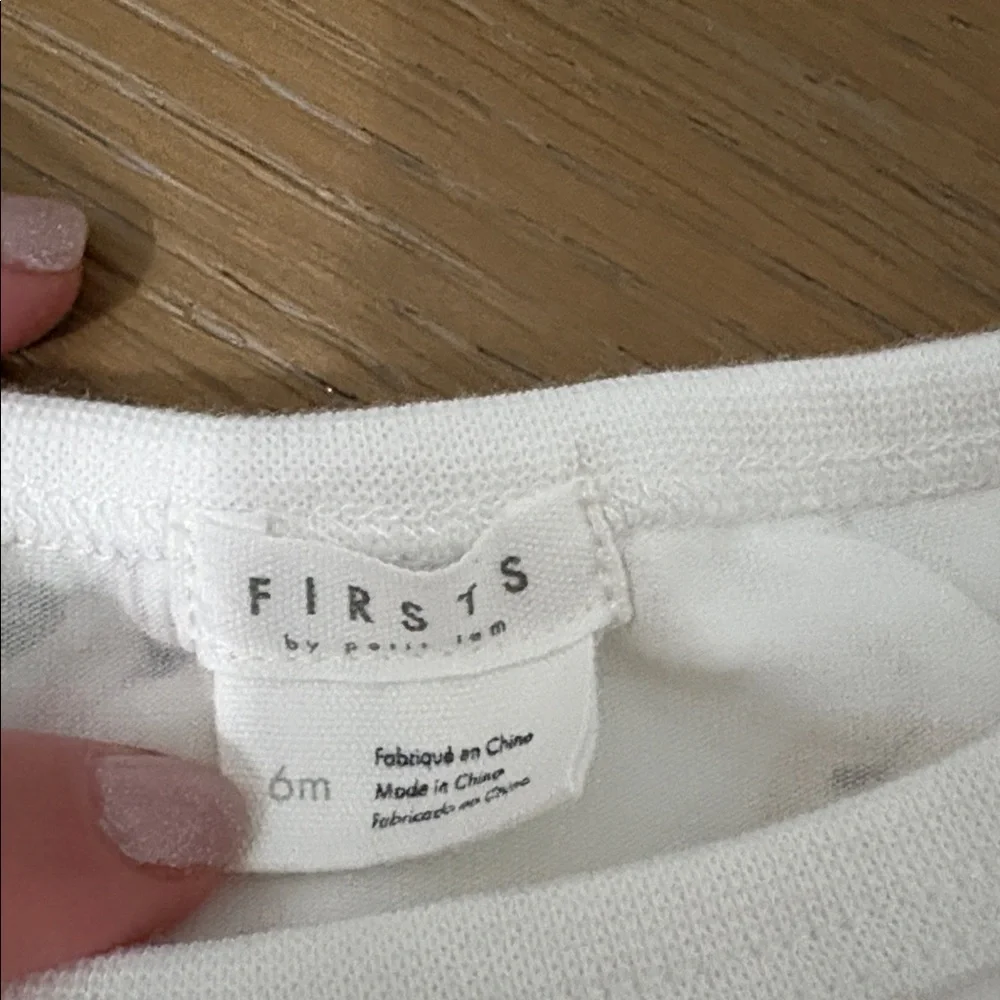 FIRSTS
by petit lem
6m
Fabriqué en Chine
Made in China
Fabricado en China